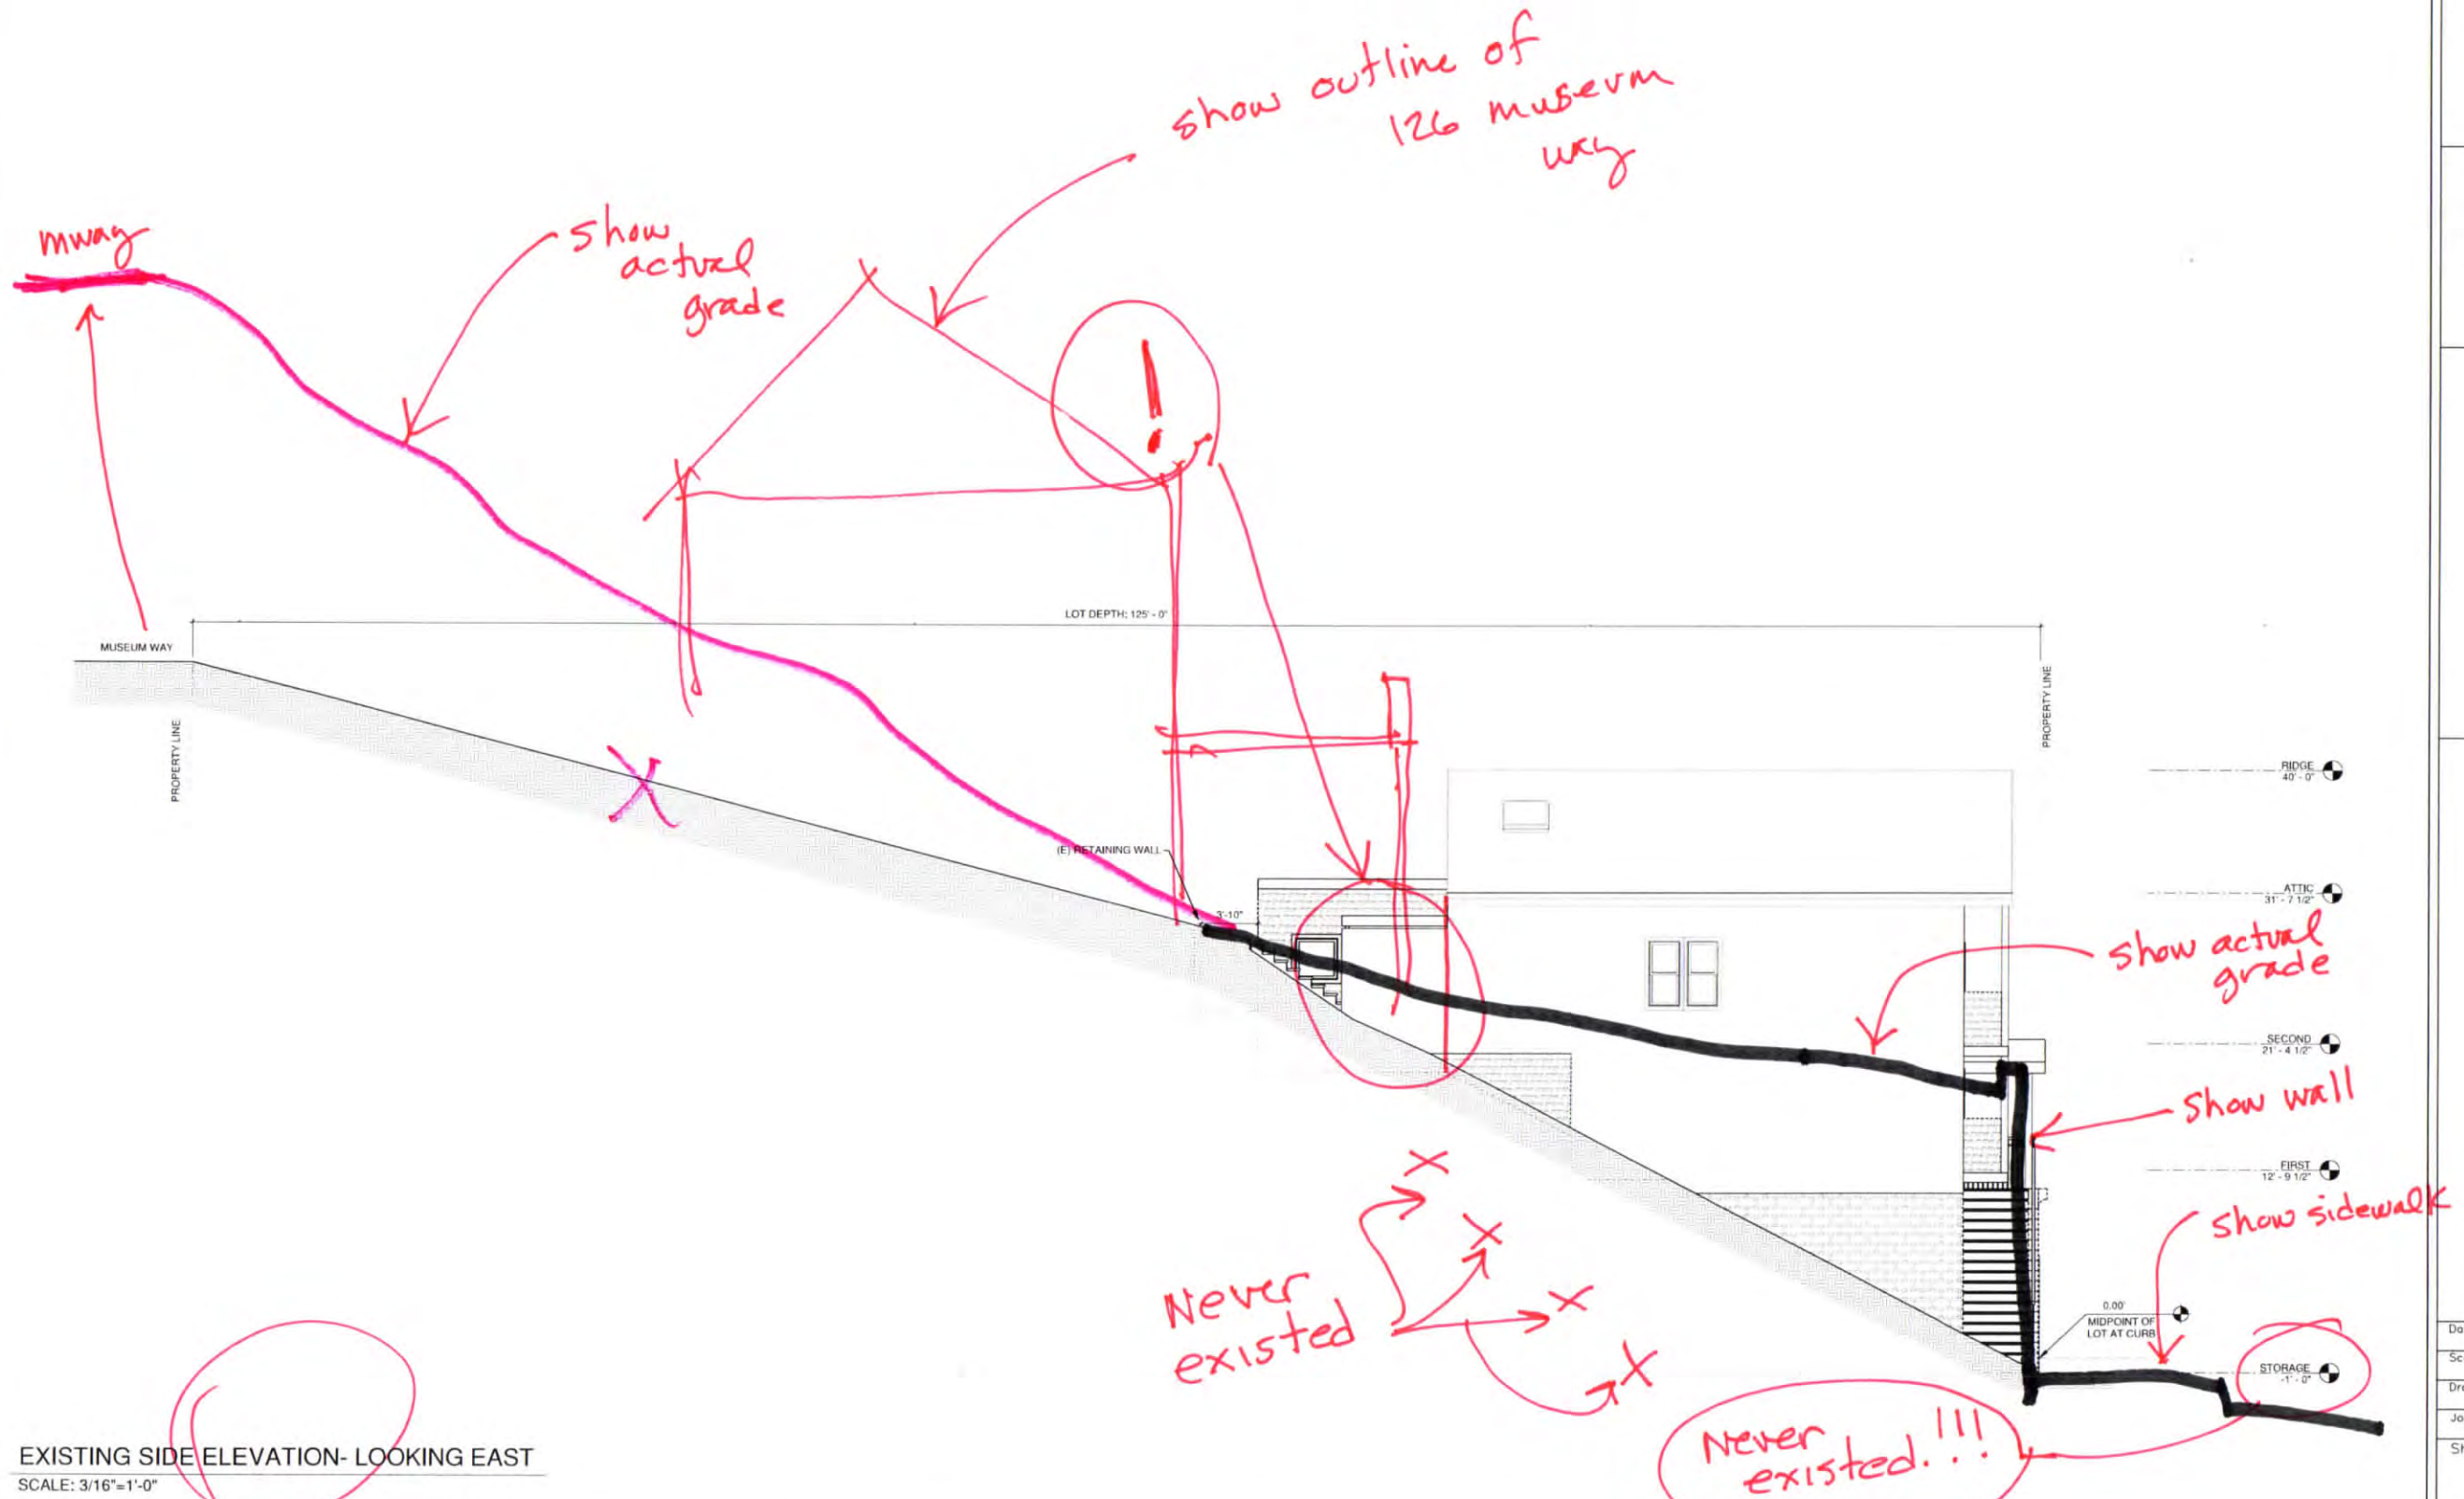 show outline of
126 museum
way
mway
show
actual
grade
LOT DEPTH: 125' - 0"
MUSEUM WAY
PROPERTY LINE
PROPERTY LINE
RIDGE
40' - 0"
(E) RETAINING WALL
3'-10"
ATTIC
31' - 7 1/2"
show actual
grade
SECOND
21' - 4 1/2"
show wall
FIRST
12' - 9 1/2"
show sidewalk
Never
existed
0.00'
MIDPOINT OF
LOT AT CURB
STORAGE
-1' - 0"
Never
existed!!!
EXISTING SIDE ELEVATION- LOOKING EAST
SCALE: 3/16"=1'-0"